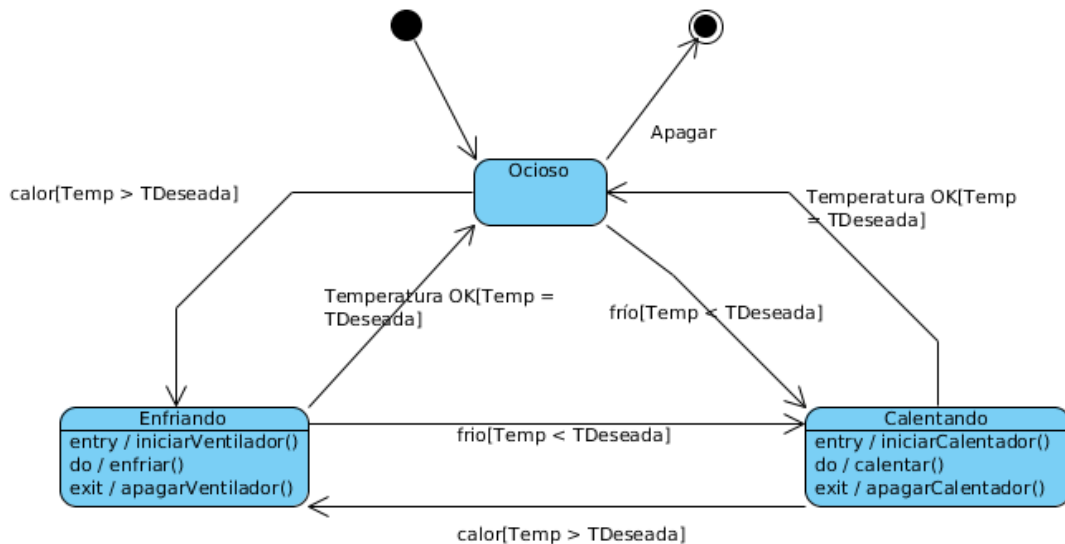 Apagar
Ocioso
calor[Temp > TDeseada]
Temperatura OK[Temp
= TDeseada]
Temperatura OK[Temp =
TDeseada]
frío[Temp < TDeseada]
Enfriando
entry / iniciarVentilador()
do / enfriar()
exit / apagarVentilador()
frio[Temp < TDeseada]
Calentando
entry / iniciarCalentador()
do / calentar()
exit / apagarCalentador()
calor[Temp > TDeseada]